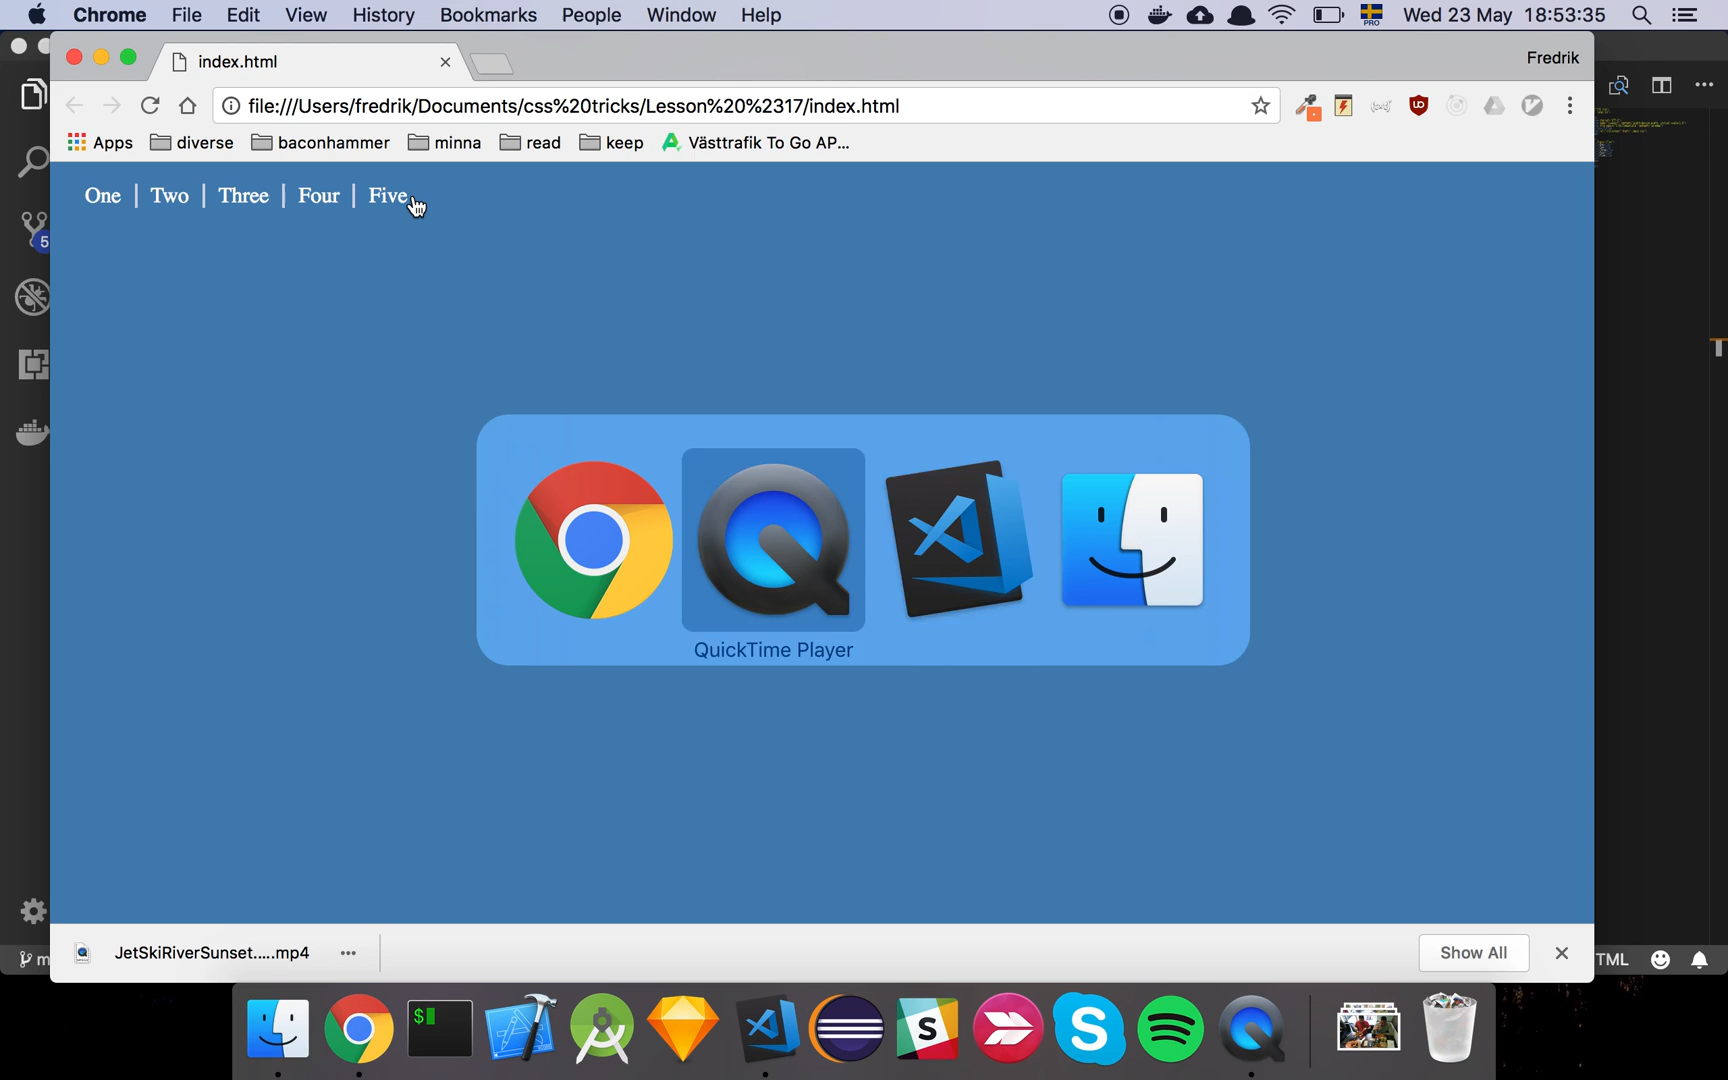 Chrome File Edit View History Bookmarks People Window Help PRO Wed 23 May 18:53:35
index.html Fredrik
file:///Users/fredrik/Documents/css%20tricks/Lesson%20%2317/index.html
Apps diverse baconhammer minna read keep Västtrafik To Go AP...
One Two Three Four Five
5
QuickTime Player
JetSkiRiverSunset.....mp4 Show All
m TML
$
S